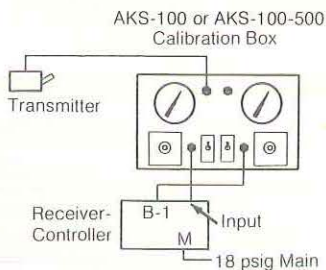 AKS-100 or AKS-100-500
Calibration Box
Transmitter
Receiver-
Controller
B-1
Input
M
18 psig Main